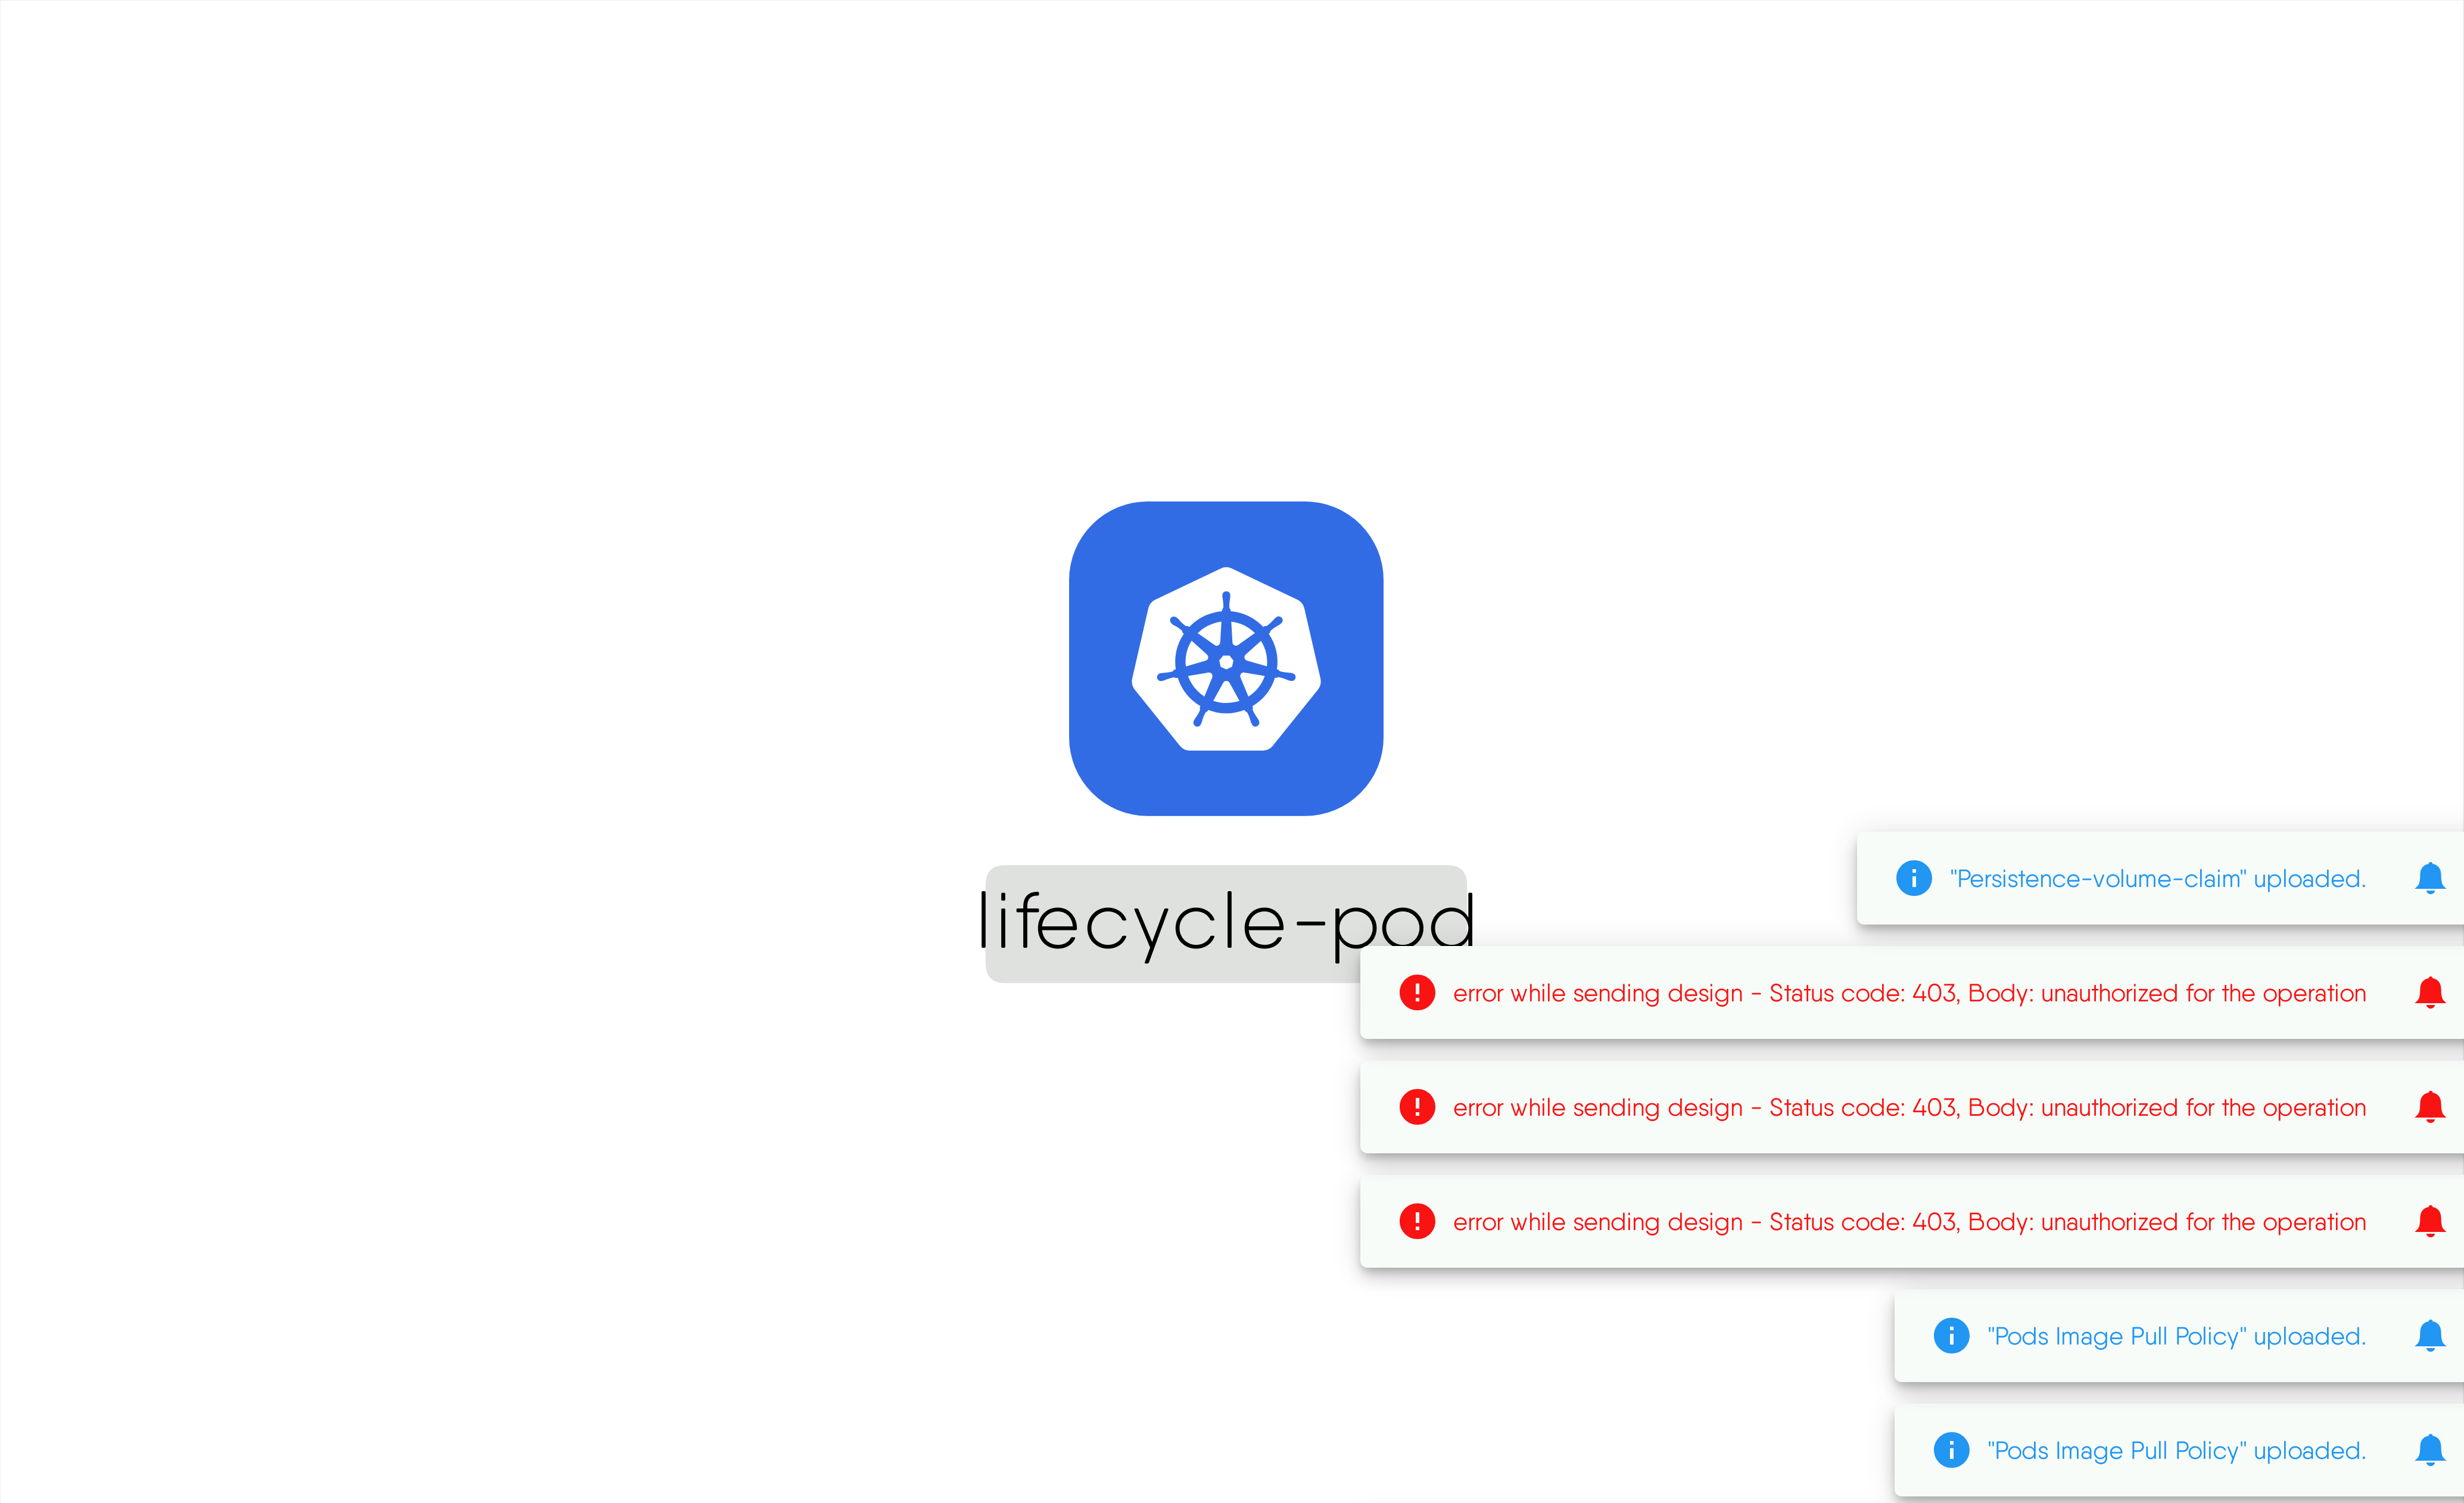 lifecycle-pod
"Persistence-volume-claim" uploaded.
error while sending design - Status code: 403, Body: unauthorized for the operation
error while sending design - Status code: 403, Body: unauthorized for the operation
error while sending design - Status code: 403, Body: unauthorized for the operation
"Pods Image Pull Policy" uploaded.
"Pods Image Pull Policy" uploaded.